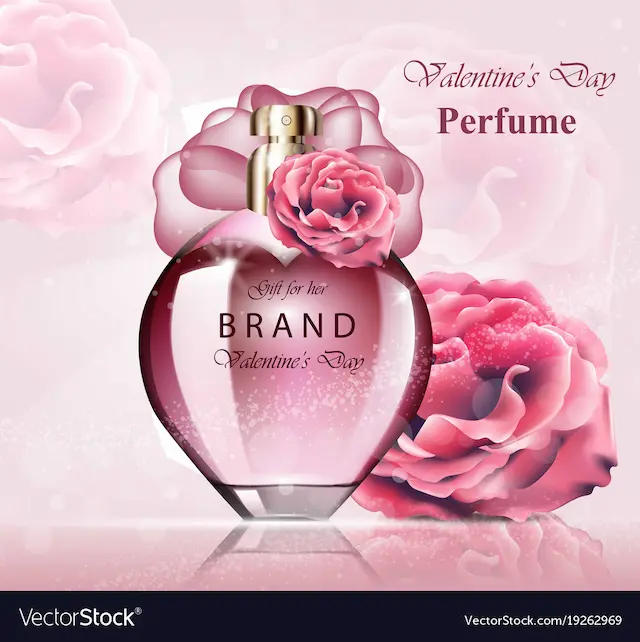 Valentine's Day
Perfume
Gift for her
BRAND
Valentine's Day
VectorStock®
VectorStock.com/19262969